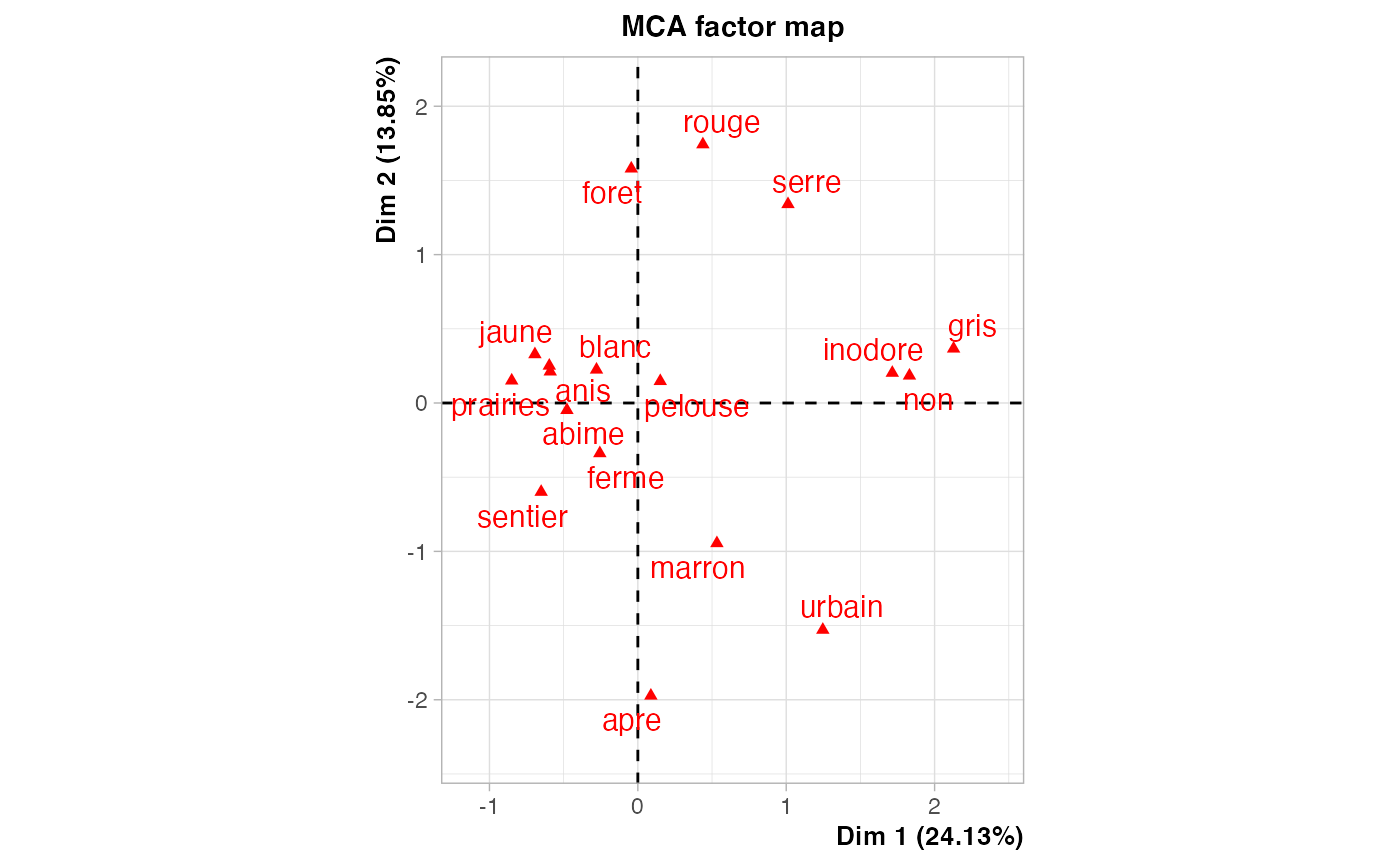 MCA factor map
Dim 2 (13.85%)
2
1
0
-1
-2
rouge
foret
serre
gris
jaune
blanc
inodore
anis
prairies
pelouse
non
abime
ferme
sentier
marron
urbain
apre
-1
0
1
2
Dim 1 (24.13%)